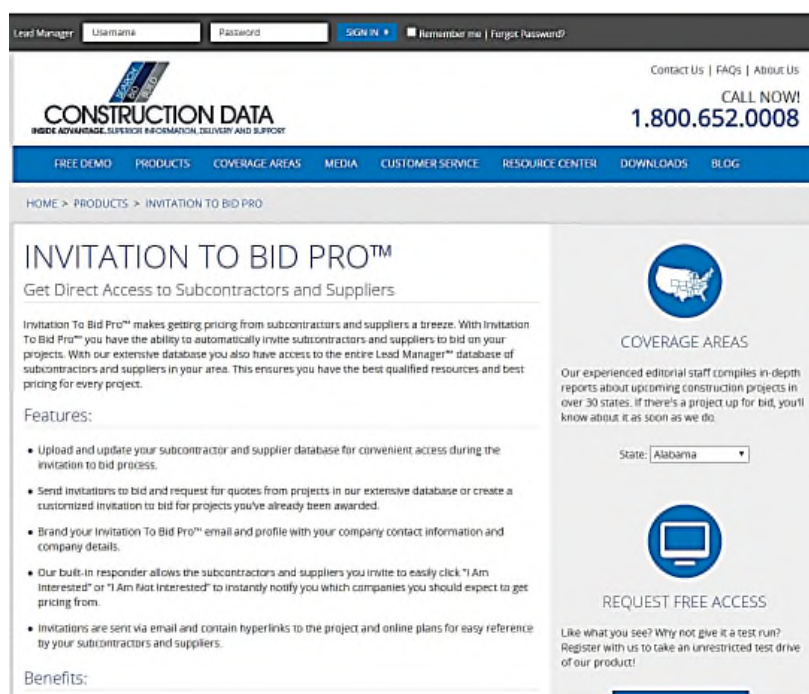 Lead Manager Username Password SIGN IN Remember me | Forgot Password?
Contact Us | FAQs | About Us
SEARCH
BID
BUILD
CALL NOW!
CONSTRUCTION DATA
1.800.652.0008
INSIDE ADVANTAGE. SUPERIOR INFORMATION, DELIVERY AND SUPPORT
FREE DEMO PRODUCTS COVERAGE AREAS MEDIA CUSTOMER SERVICE RESOURCE CENTER DOWNLOADS BLOG
HOME > PRODUCTS > INVITATION TO BID PRO
INVITATION TO BID PRO™
Get Direct Access to Subcontractors and Suppliers
Invitation To Bid Pro™ makes getting pricing from subcontractors and suppliers a breeze. With Invitation
To Bid Pro™ you have the ability to automatically invite subcontractors and suppliers to bid on your
projects. With our extensive database you also have access to the entire Lead Manager™ database of
subcontractors and suppliers in your area. This ensures you have the best qualified resources and best
pricing for every project.
Features:
• Upload and update your subcontractor and supplier database for convenient access during the
invitation to bid process.
• Send invitations to bid and request for quotes from projects in our extensive database or create a
customized invitation to bid for projects you've already been awarded.
• Brand your Invitation To Bid Pro™ email and profile with your company contact information and
company details.
• Our built-in responder allows the subcontractors and suppliers you invite to easily click "I Am
Interested" or "I Am Not Interested" to instantly notify you which companies you should expect to get
pricing from.
• Invitations are sent via email and contain hyperlinks to the project and online plans for easy reference
by your subcontractors and suppliers.
Benefits:
COVERAGE AREAS
Our experienced editorial staff compiles in-depth
reports about upcoming construction projects in
over 30 states. If there's a project up for bid, you'll
know about it as soon as we do.
State: Alabama
REQUEST FREE ACCESS
Like what you see? Why not give it a test run?
Register with us to take an unrestricted test drive
of our product!